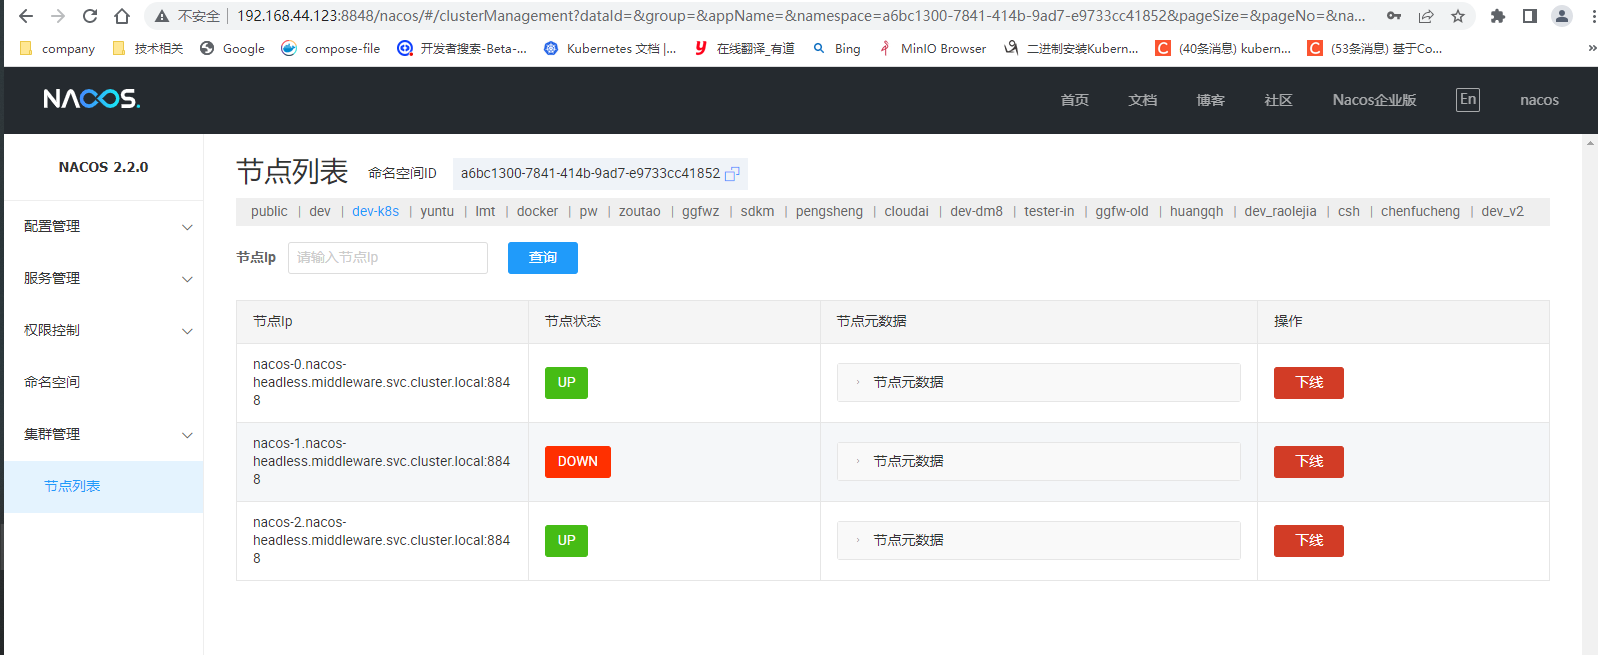 不安全 | 192.168.44.123:8848/nacos/#/clusterManagement?dataId=&group=&appName=&namespace=a6bc1300-7841-414b-9ad7-e9733cc41852&pageSize=&pageNo=&na...
company 技术相关 Google compose-file 开发者搜索-Beta-... Kubernetes 文档 |... 在线翻译_有道 Bing MinIO Browser 二进制安装Kubern... (40条消息) kubern... (53条消息) 基于Co... »
NACOS. 首页 文档 博客 社区 Nacos企业版 En nacos
NACOS 2.2.0
配置管理
服务管理
权限控制
命名空间
集群管理
节点列表
节点列表 命名空间ID a6bc1300-7841-414b-9ad7-e9733cc41852
public | dev | dev-k8s | yuntu | lmt | docker | pw | zoutao | ggfwz | sdkm | pengsheng | cloudai | dev-dm8 | tester-in | ggfw-old | huangqh | dev_raolejia | csh | chenfucheng | dev_v2
节点Ip 请输入节点Ip 查询
节点Ip 节点状态 节点元数据 操作
nacos-0.nacos-
headless.middleware.svc.cluster.local:884
8
UP 节点元数据 下线
nacos-1.nacos-
headless.middleware.svc.cluster.local:884
8
DOWN 节点元数据 下线
nacos-2.nacos-
headless.middleware.svc.cluster.local:884
8
UP 节点元数据 下线